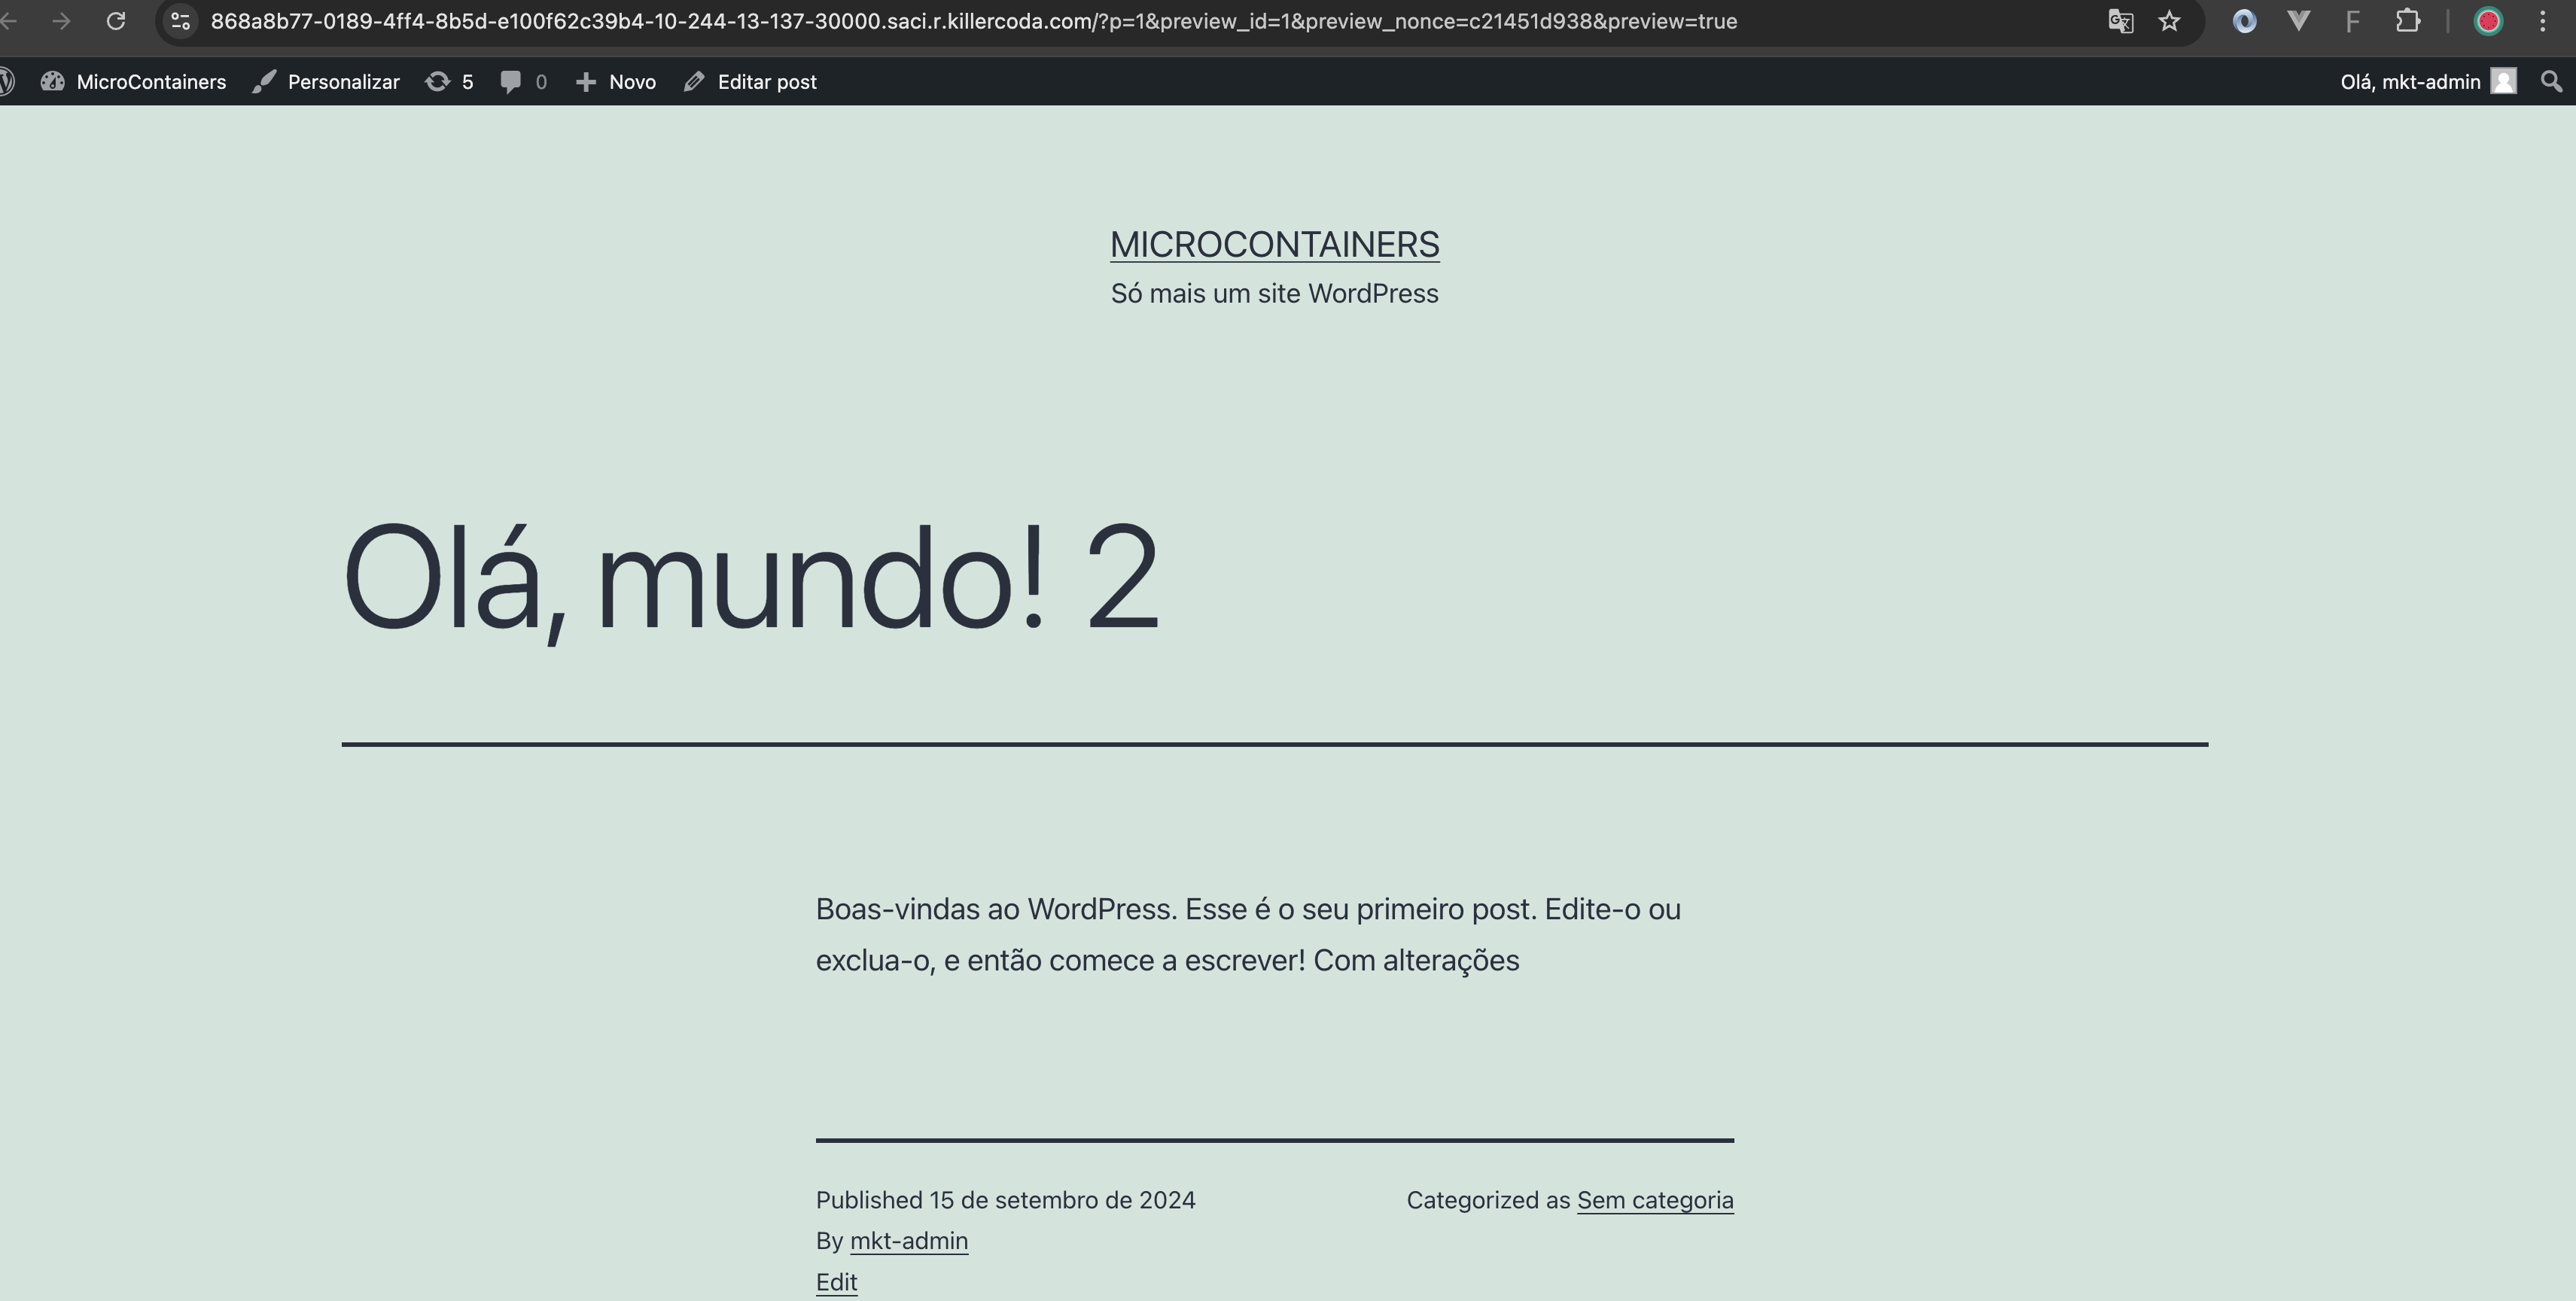 868a8b77-0189-4ff4-8b5d-e100f62c39b4-10-244-13-137-30000.saci.r.killercoda.com/?p=1&preview_id=1&preview_nonce=c21451d938&preview=true
MicroContainers Personalizar 5 0 Novo Editar post Olá, mkt-admin
MICROCONTAINERS
Só mais um site WordPress
Olá, mundo! 2
Boas-vindas ao WordPress. Esse é o seu primeiro post. Edite-o ou
exclua-o, e então comece a escrever! Com alterações
Published 15 de setembro de 2024 Categorized as Sem categoria
By mkt-admin
Edit